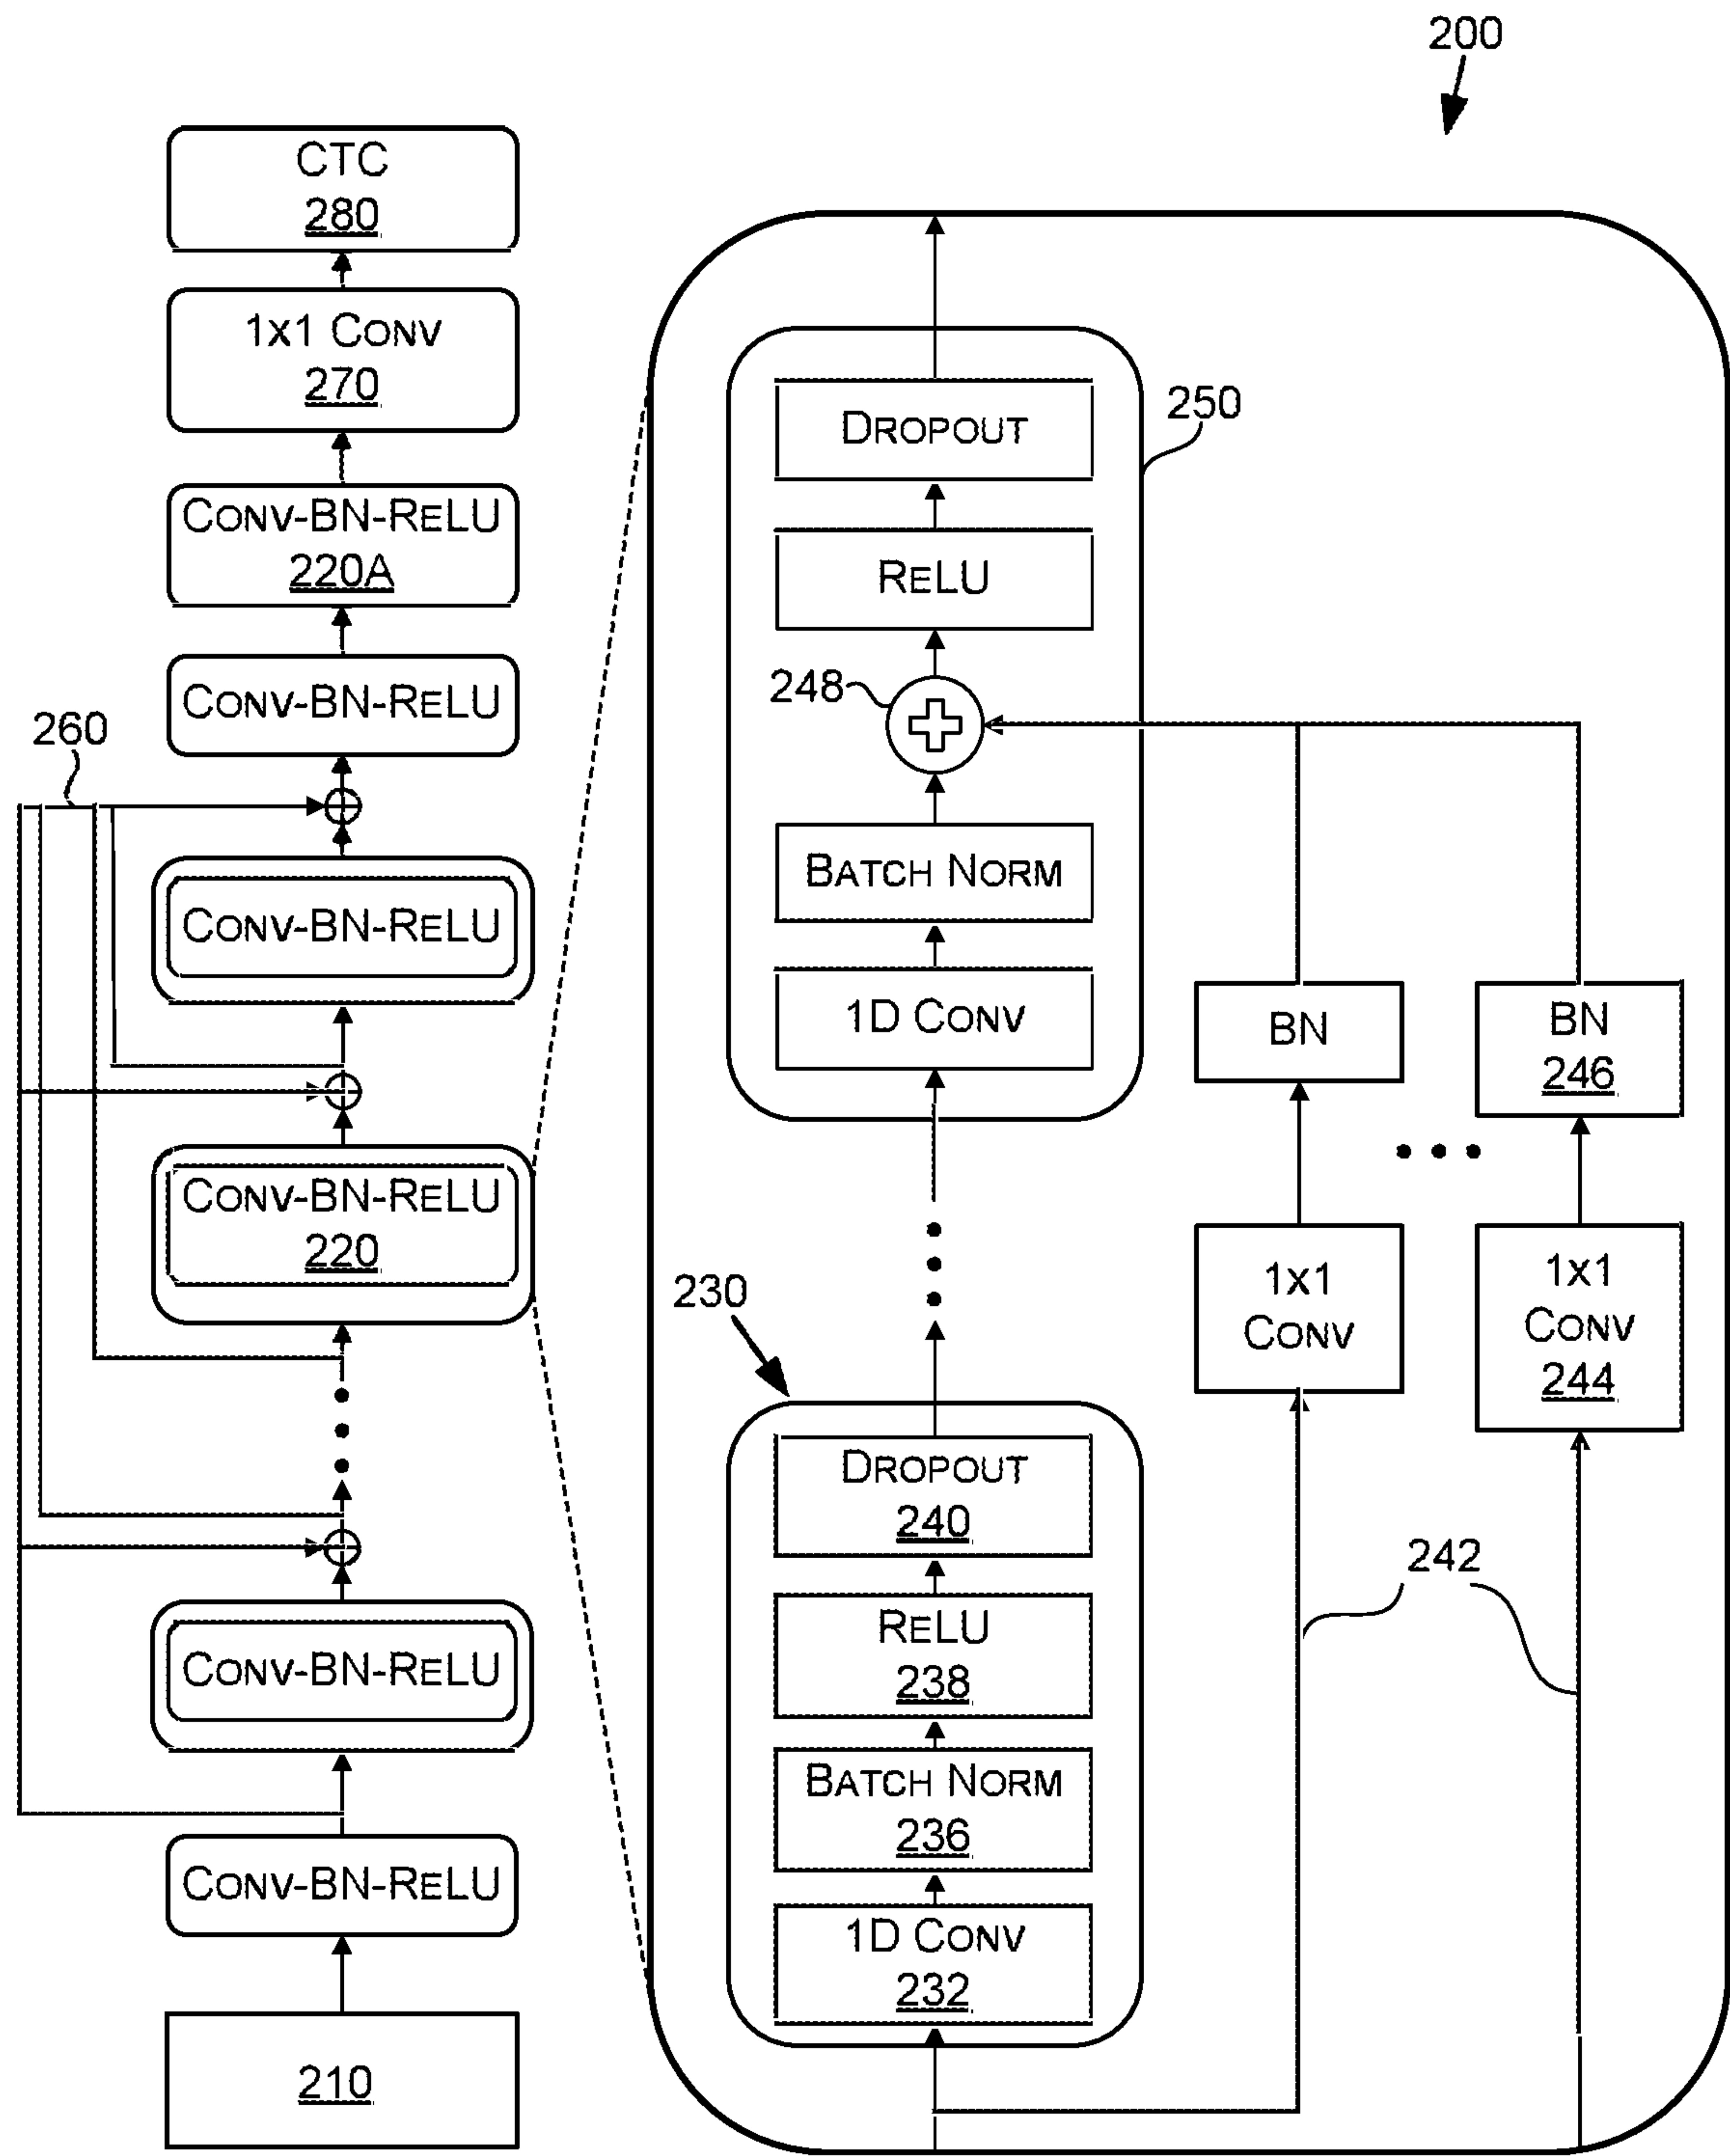 200
CTC
280
1x1 CONV
270
CONV-BN-RELU
220A
CONV-BN-RELU
260
CONV-BN-RELU
CONV-BN-RELU
220
CONV-BN-RELU
CONV-BN-RELU
210
250
DROPOUT
RELU
248
BATCH NORM
1D CONV
BN
BN
246
1x1
CONV
1x1
CONV
244
230
DROPOUT
240
RELU
238
BATCH NORM
236
1D CONV
232
242